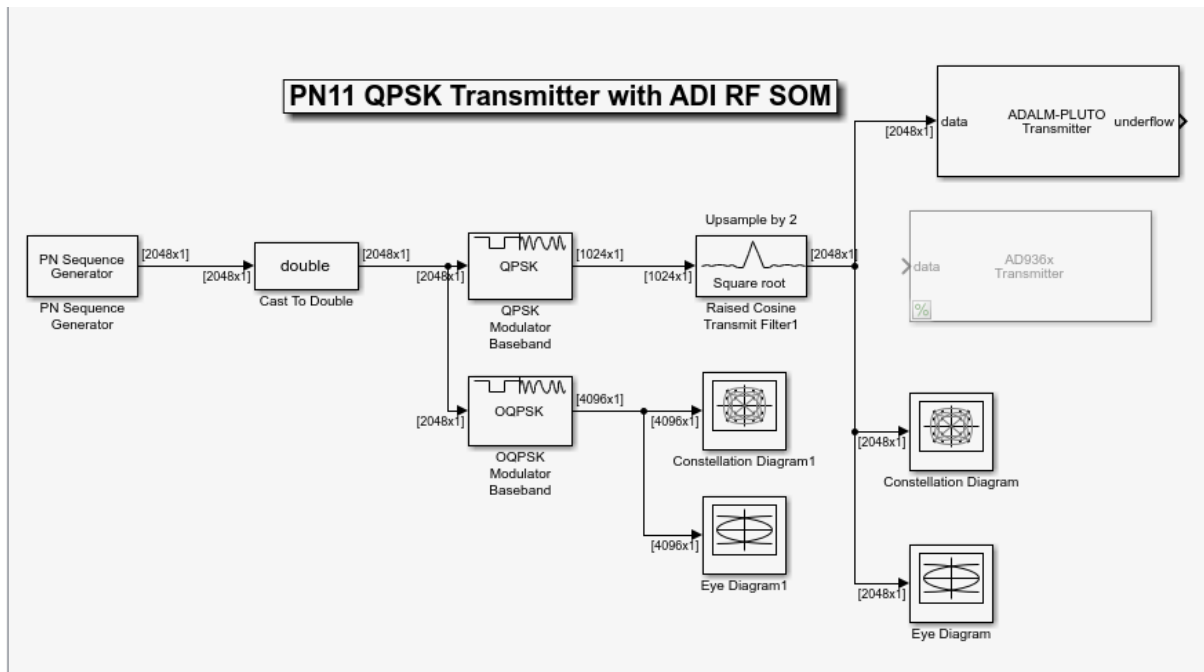 PN11 QPSK Transmitter with ADI RF SOM
[2048x1]
data
ADALM-PLUTO
Transmitter
underflow
PN Sequence
Generator
PN Sequence
Generator
[2048x1]
[2048x1]
double
Cast To Double
[2048x1]
[2048x1]
QPSK
QPSK
Modulator
Baseband
[1024x1]
[1024x1]
Upsample by 2
Square root
Raised Cosine
Transmit Filter1
[2048x1]
data
AD936x
Transmitter
%
[2048x1]
OQPSK
OQPSK
Modulator
Baseband
[4096x1]
[4096x1]
Constellation Diagram1
[4096x1]
Eye Diagram1
[2048x1]
Constellation Diagram
[2048x1]
Eye Diagram